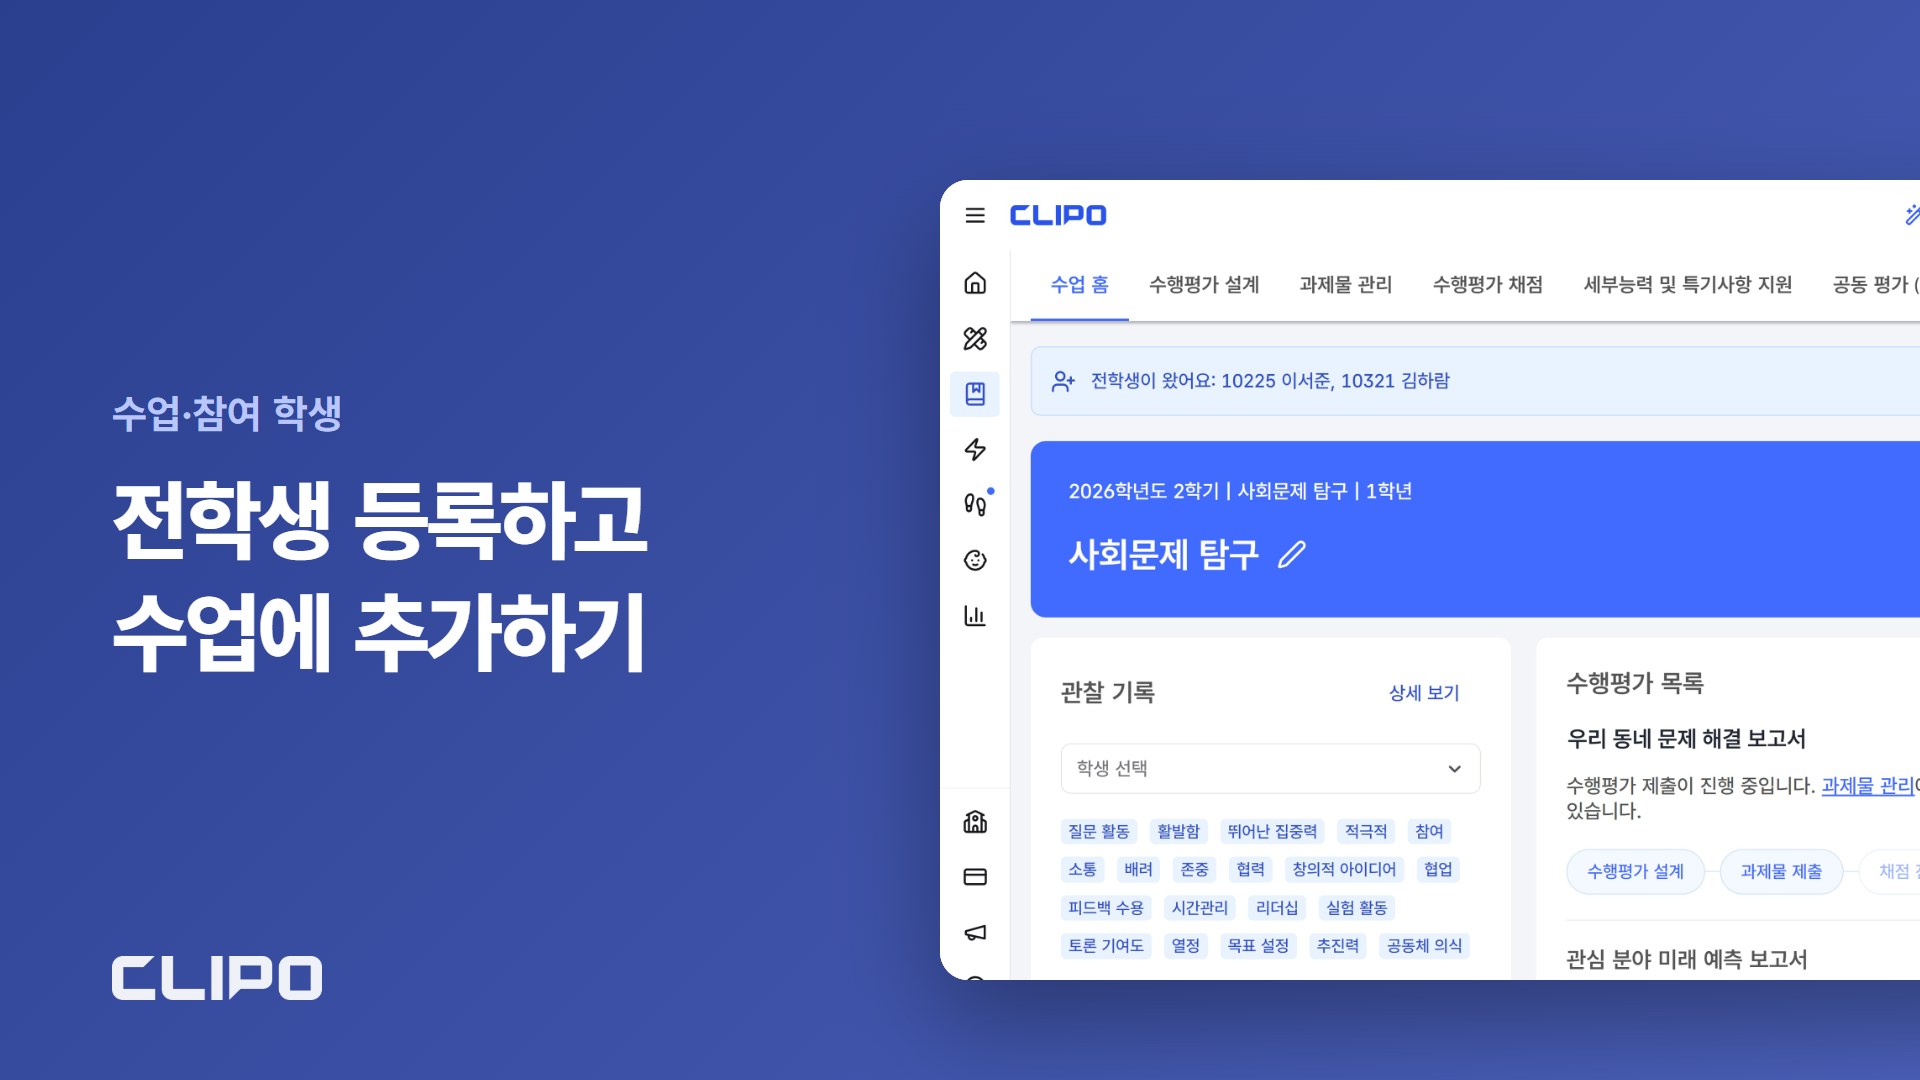 수업·참여 학생
전학생 등록하고
수업에 추가하기
CLIPO
CLIPO
수업 홈
수행평가 설계
과제물 관리
수행평가 채점
세부능력 및 특기사항 지원
공동 평가 (
전학생이 왔어요: 10225 이서준, 10321 김하람
2026학년도 2학기 | 사회문제 탐구 | 1학년
사회문제 탐구
관찰 기록
상세 보기
학생 선택
질문 활동 활발함 뛰어난 집중력 적극적 참여
소통 배려 존중 협력 창의적 아이디어 협업
피드백 수용 시간관리 리더십 실험 활동
토론 기여도 열정 목표 설정 추진력 공동체 의식
수행평가 목록
우리 동네 문제 해결 보고서
수행평가 제출이 진행 중입니다. 과제물 관리
있습니다.
수행평가 설계
과제물 제출
채점
관심 분야 미래 예측 보고서